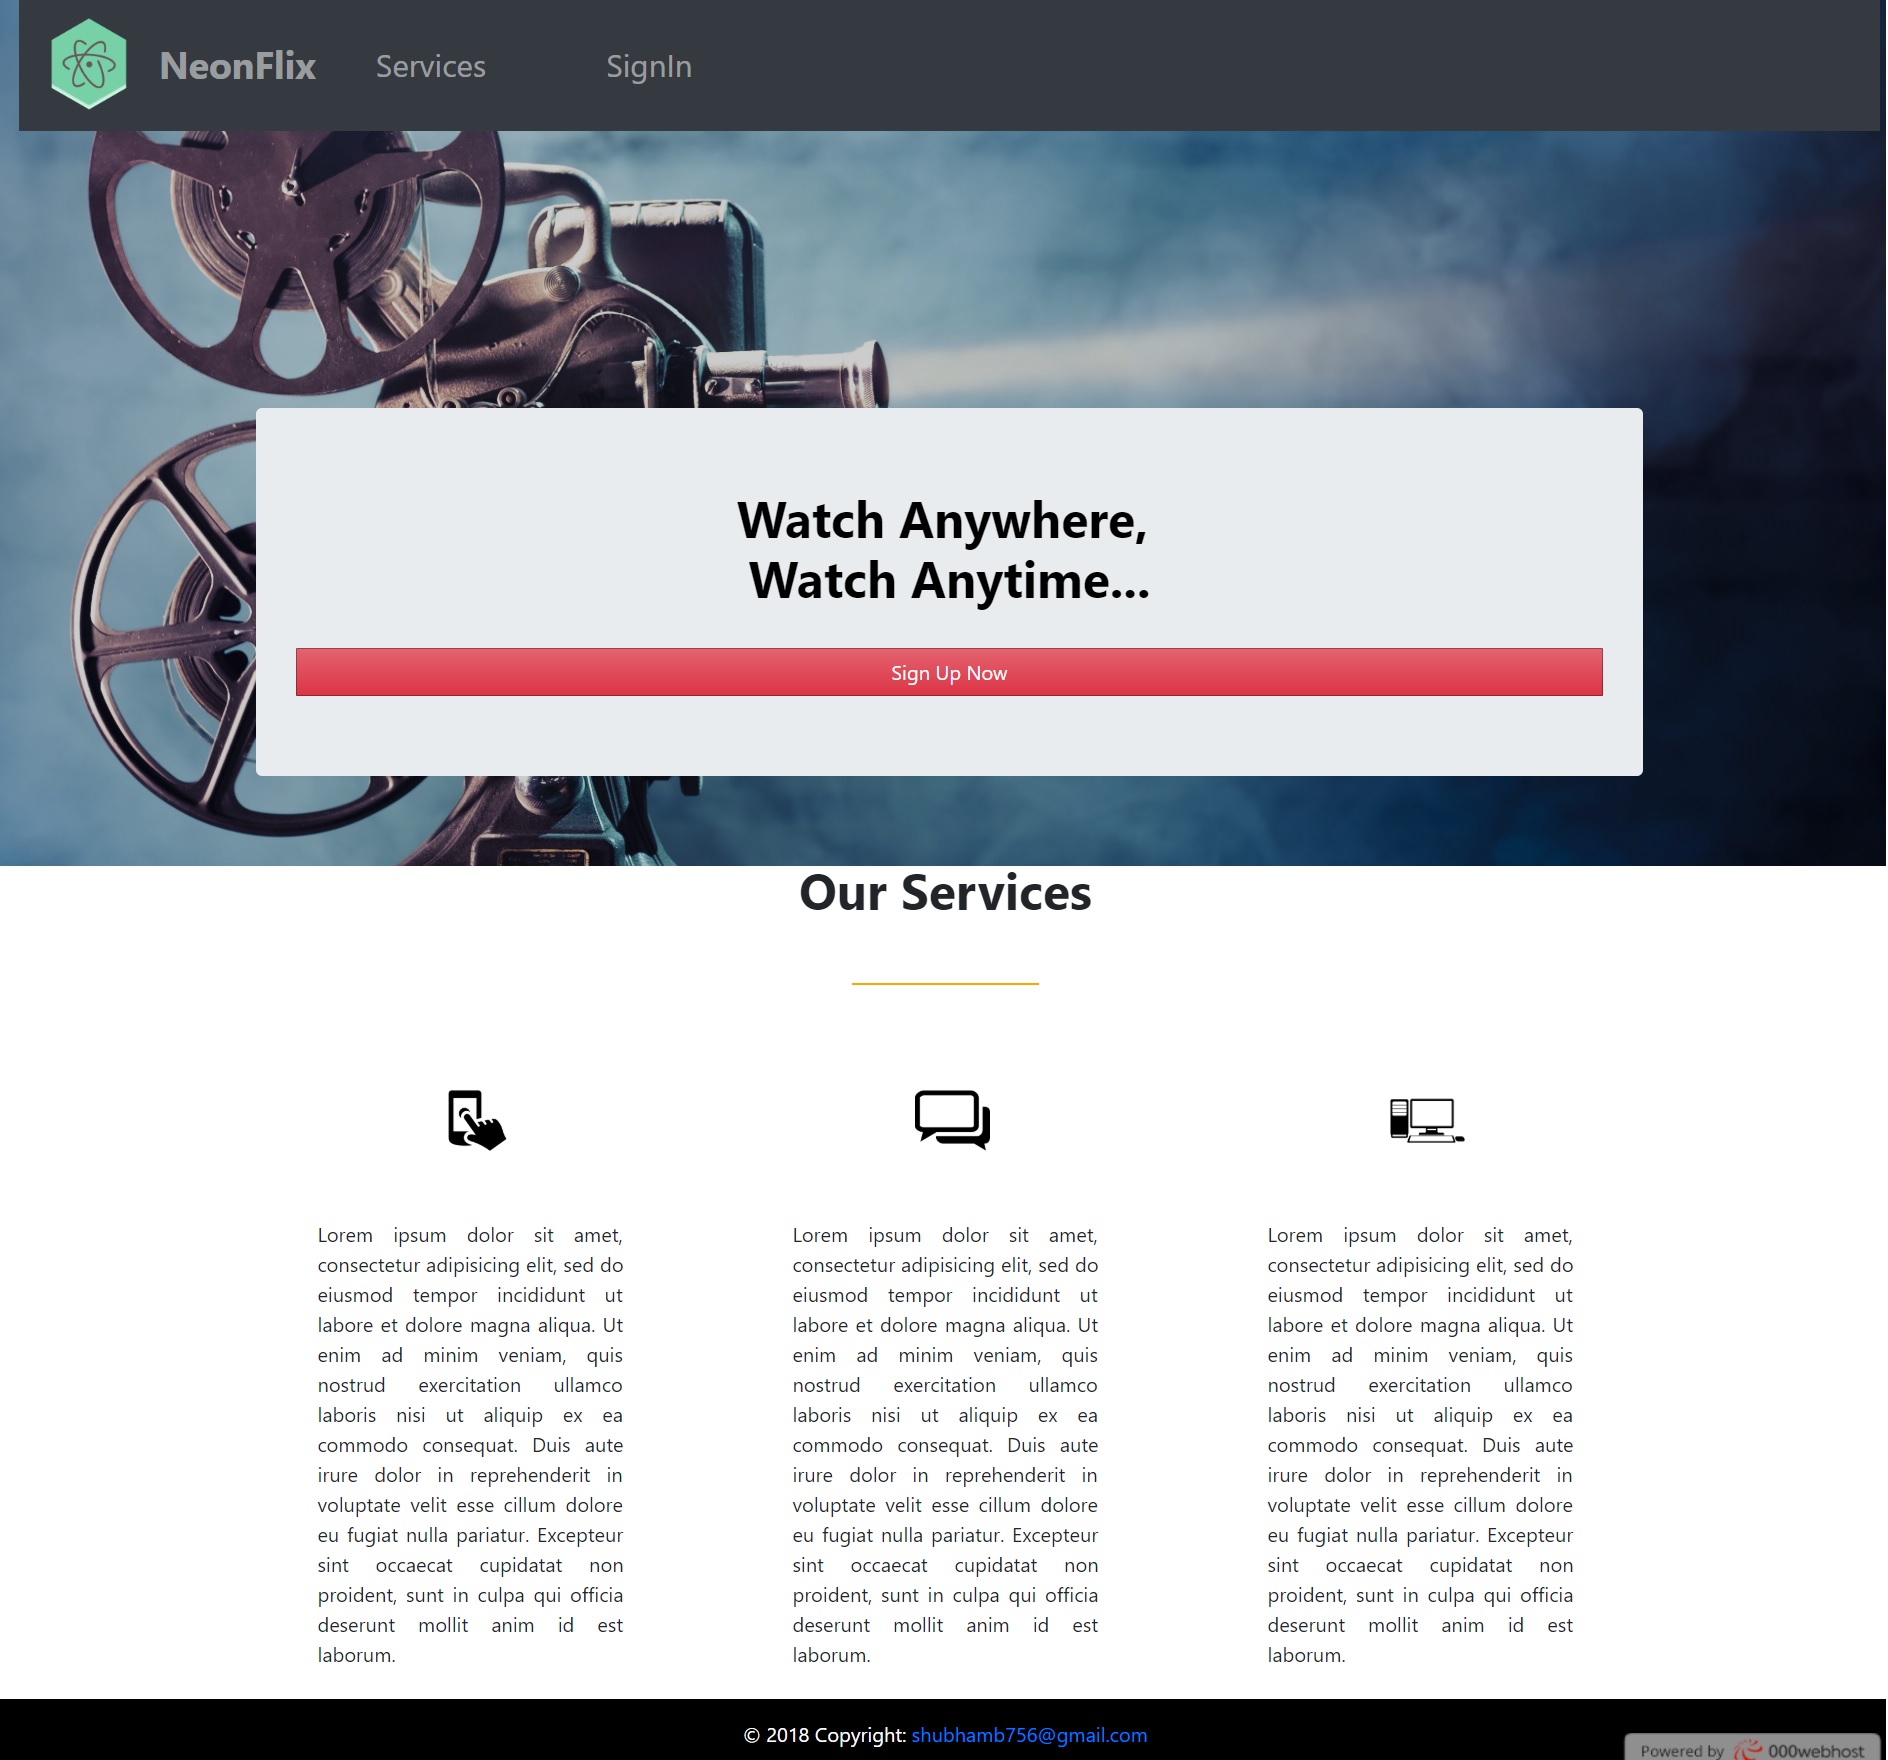 NeonFlix Services SignIn
Watch Anywhere,
Watch Anytime...
Sign Up Now
Our Services
Lorem ipsum dolor sit amet,
consectetur adipisicing elit, sed do
eiusmod tempor incididunt ut
labore et dolore magna aliqua. Ut
enim ad minim veniam, quis
nostrud exercitation ullamco
laboris nisi ut aliquip ex ea
commodo consequat. Duis aute
irure dolor in reprehenderit in
voluptate velit esse cillum dolore
eu fugiat nulla pariatur. Excepteur
sint occaecat cupidatat non
proident, sunt in culpa qui officia
deserunt mollit anim id est
laborum.
Lorem ipsum dolor sit amet,
consectetur adipisicing elit, sed do
eiusmod tempor incididunt ut
labore et dolore magna aliqua. Ut
enim ad minim veniam, quis
nostrud exercitation ullamco
laboris nisi ut aliquip ex ea
commodo consequat. Duis aute
irure dolor in reprehenderit in
voluptate velit esse cillum dolore
eu fugiat nulla pariatur. Excepteur
sint occaecat cupidatat non
proident, sunt in culpa qui officia
deserunt mollit anim id est
laborum.
Lorem ipsum dolor sit amet,
consectetur adipisicing elit, sed do
eiusmod tempor incididunt ut
labore et dolore magna aliqua. Ut
enim ad minim veniam, quis
nostrud exercitation ullamco
laboris nisi ut aliquip ex ea
commodo consequat. Duis aute
irure dolor in reprehenderit in
voluptate velit esse cillum dolore
eu fugiat nulla pariatur. Excepteur
sint occaecat cupidatat non
proident, sunt in culpa qui officia
deserunt mollit anim id est
laborum.
© 2018 Copyright: shubhamb756@gmail.com
Powered by 000webhost